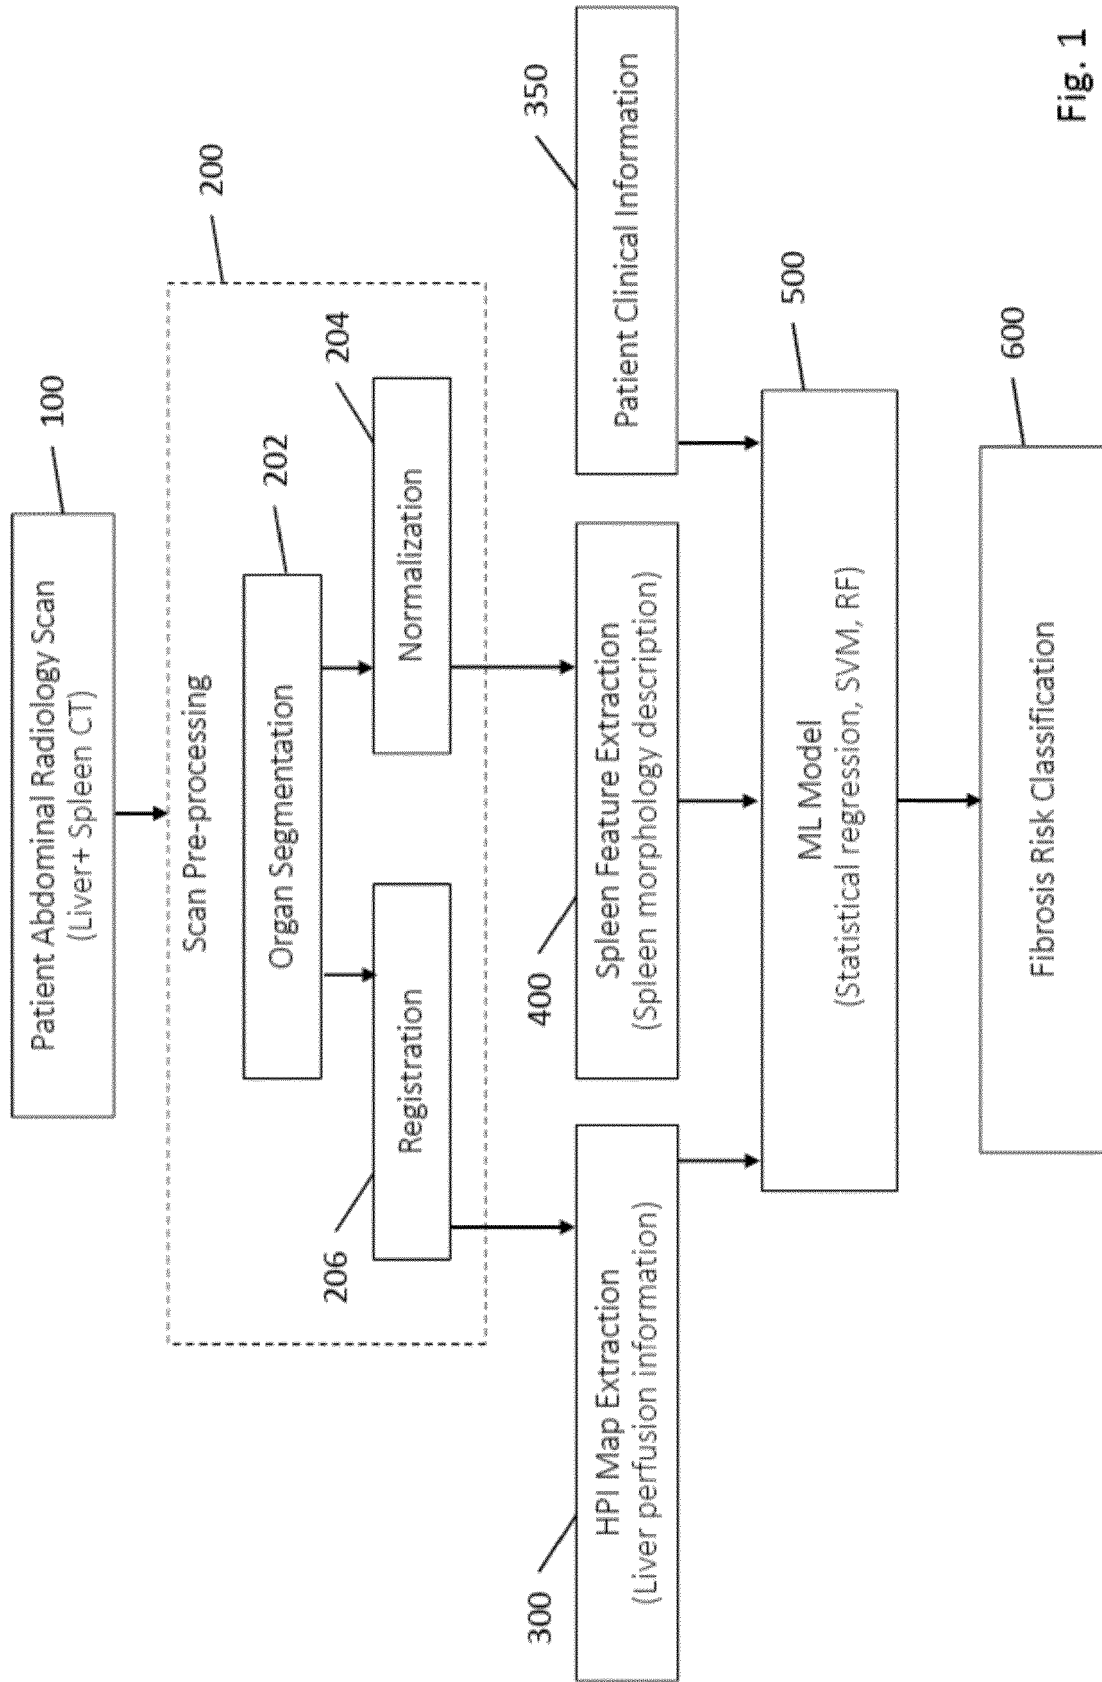 Patient Abdominal Radiology Scan
(Liver+ Spleen CT)
100
200
Scan Pre-processing
Organ Segmentation
202
Registration
206
Normalization
204
HPI Map Extraction
(Liver perfusion information)
300
Spleen Feature Extraction
(Spleen morphology description)
400
Patient Clinical Information
350
ML Model
(Statistical regression, SVM, RF)
500
Fibrosis Risk Classification
600
Fig. 1